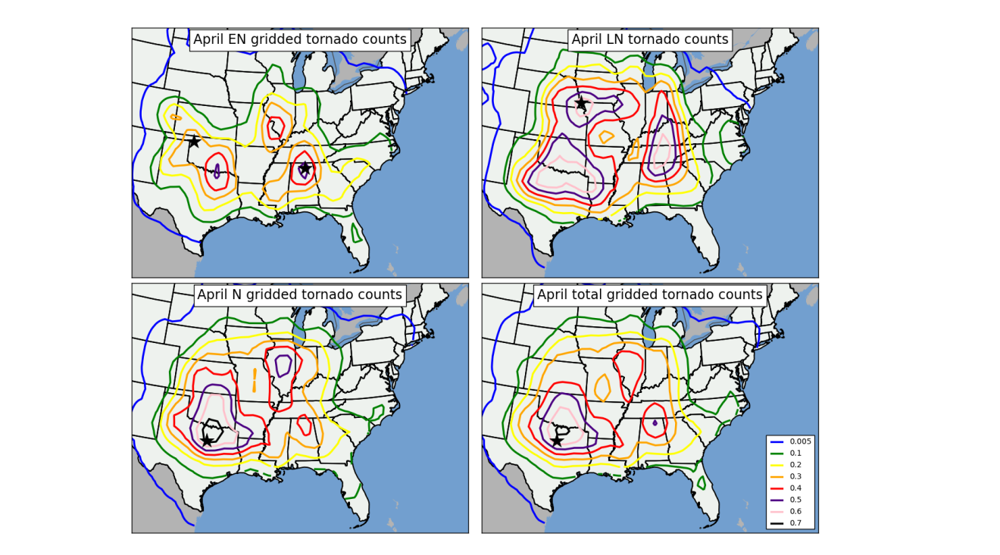 April EN gridded tornado counts
April LN tornado counts
April N gridded tornado counts
April total gridded tornado counts
0.005
0.1
0.2
0.3
0.4
0.5
0.6
0.7